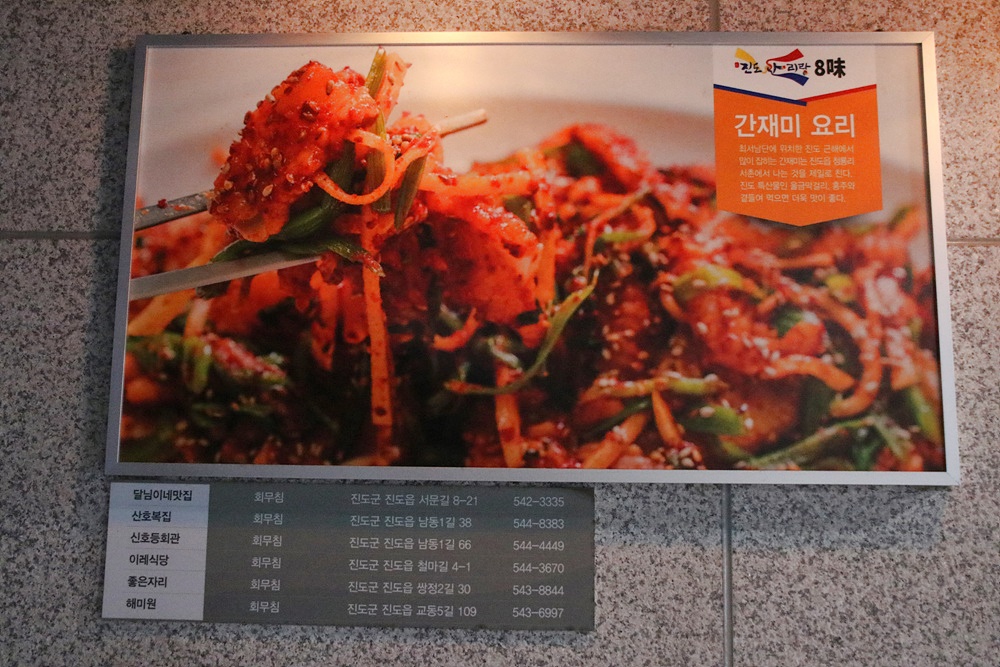 진도 아리랑 8味
간재미 요리
최서남단에 위치한 진도 근해에서
많이 잡히는 간재미는 진도읍 청룡리
서촌에서 나는 것을 제일로 친다.
진도 특산물인 울금막걸리, 홍주와
곁들여 먹으면 더욱 맛이 좋다.
달님이네맛집 회무침 진도군 진도읍 서문길 8-21 542-3335
산호복집 회무침 진도군 진도읍 남동1길 38 544-8383
신호등회관 회무침 진도군 진도읍 남동1길 66 544-4449
이레식당 회무침 진도군 진도읍 철마길 4-1 544-3670
좋은자리 회무침 진도군 진도읍 쌍정2길 30 543-8844
해미원 회무침 진도군 진도읍 교동5길 109 543-6997